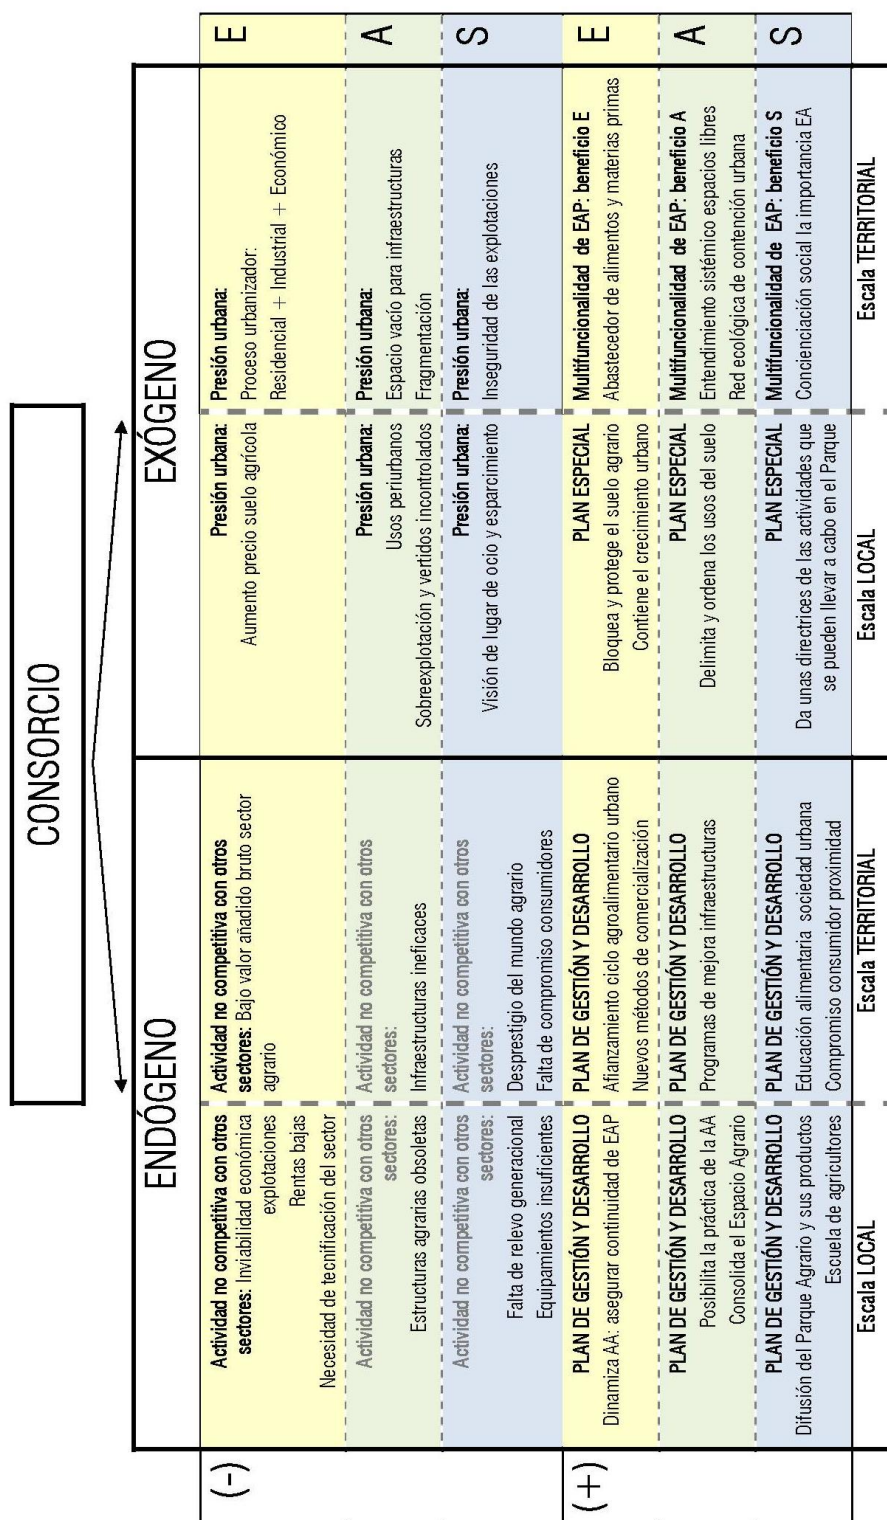 CONSORCIO
ENDÓGENO
EXÓGENO
(-)
Actividad no competitiva con otros
sectores: Inviabilidad económica
explotaciones
Rentas bajas
Necesidad de tecnificación del sector
Actividad no competitiva con otros
sectores: Bajo valor añadido bruto sector
agrario
Presión urbana:
Aumento precio suelo agrícola
Presión urbana:
Proceso urbanizador:
Residencial + Industrial + Económico
E
Actividad no competitiva con otros
sectores:
Estructuras agrarias obsoletas
Actividad no competitiva con otros
sectores:
Infraestructuras ineficaces
Presión urbana:
Usos periurbanos
Sobreexplotación y vertidos incontrolados
Presión urbana:
Espacio vacío para infraestructuras
Fragmentación
A
Actividad no competitiva con otros
sectores:
Falta de relevo generacional
Equipamientos insuficientes
Actividad no competitiva con otros
sectores:
Desprestigio del mundo agrario
Falta de compromiso consumidores
Presión urbana:
Visión de lugar de ocio y esparcimiento
Presión urbana:
Inseguridad de las explotaciones
S
(+)
PLAN DE GESTIÓN Y DESARROLLO
Dinamiza AA: asegurar continuidad de EAP
PLAN DE GESTIÓN Y DESARROLLO
Afianzamiento ciclo agroalimentario urbano
Nuevos métodos de comercialización
PLAN ESPECIAL
Bloquea y protege el suelo agrario
Contiene el crecimiento urbano
Multifuncionalidad de EAP: beneficio E
Abastecedor de alimentos y materias primas
E
PLAN DE GESTIÓN Y DESARROLLO
Posibilita la práctica de la AA
Consolida el Espacio Agrario
PLAN DE GESTIÓN Y DESARROLLO
Programas de mejora infraestructuras
PLAN ESPECIAL
Delimita y ordena los usos del suelo
Multifuncionalidad de EAP: beneficio A
Entendimiento sistémico espacios libres
Red ecológica de contención urbana
A
PLAN DE GESTIÓN Y DESARROLLO
Difusión del Parque Agrario y sus productos
Escuela de agricultores
PLAN DE GESTIÓN Y DESARROLLO
Educación alimentaria sociedad urbana
Compromiso consumidor proximidad
PLAN ESPECIAL
Da unas directrices de las actividades que
se pueden llevar a cabo en el Parque
Multifuncionalidad de EAP: beneficio S
Concienciación social la importancia EA
S
Escala LOCAL
Escala TERRITORIAL
Escala LOCAL
Escala TERRITORIAL